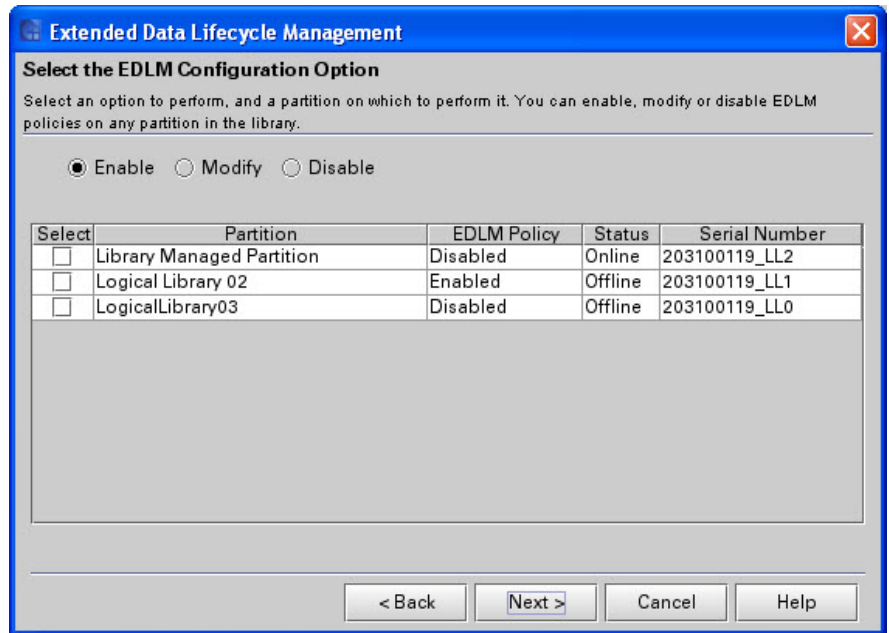 Extended Data Lifecycle Management
Select the EDLM Configuration Option
Select an option to perform, and a partition on which to perform it. You can enable, modify or disable EDLM
policies on any partition in the library.
Enable Modify Disable
Select Partition EDLM Policy Status Serial Number
Library Managed Partition Disabled Online 203100119_LL2
Logical Library 02 Enabled Offline 203100119_LL1
LogicalLibrary03 Disabled Offline 203100119_LL0
< Back Next > Cancel Help